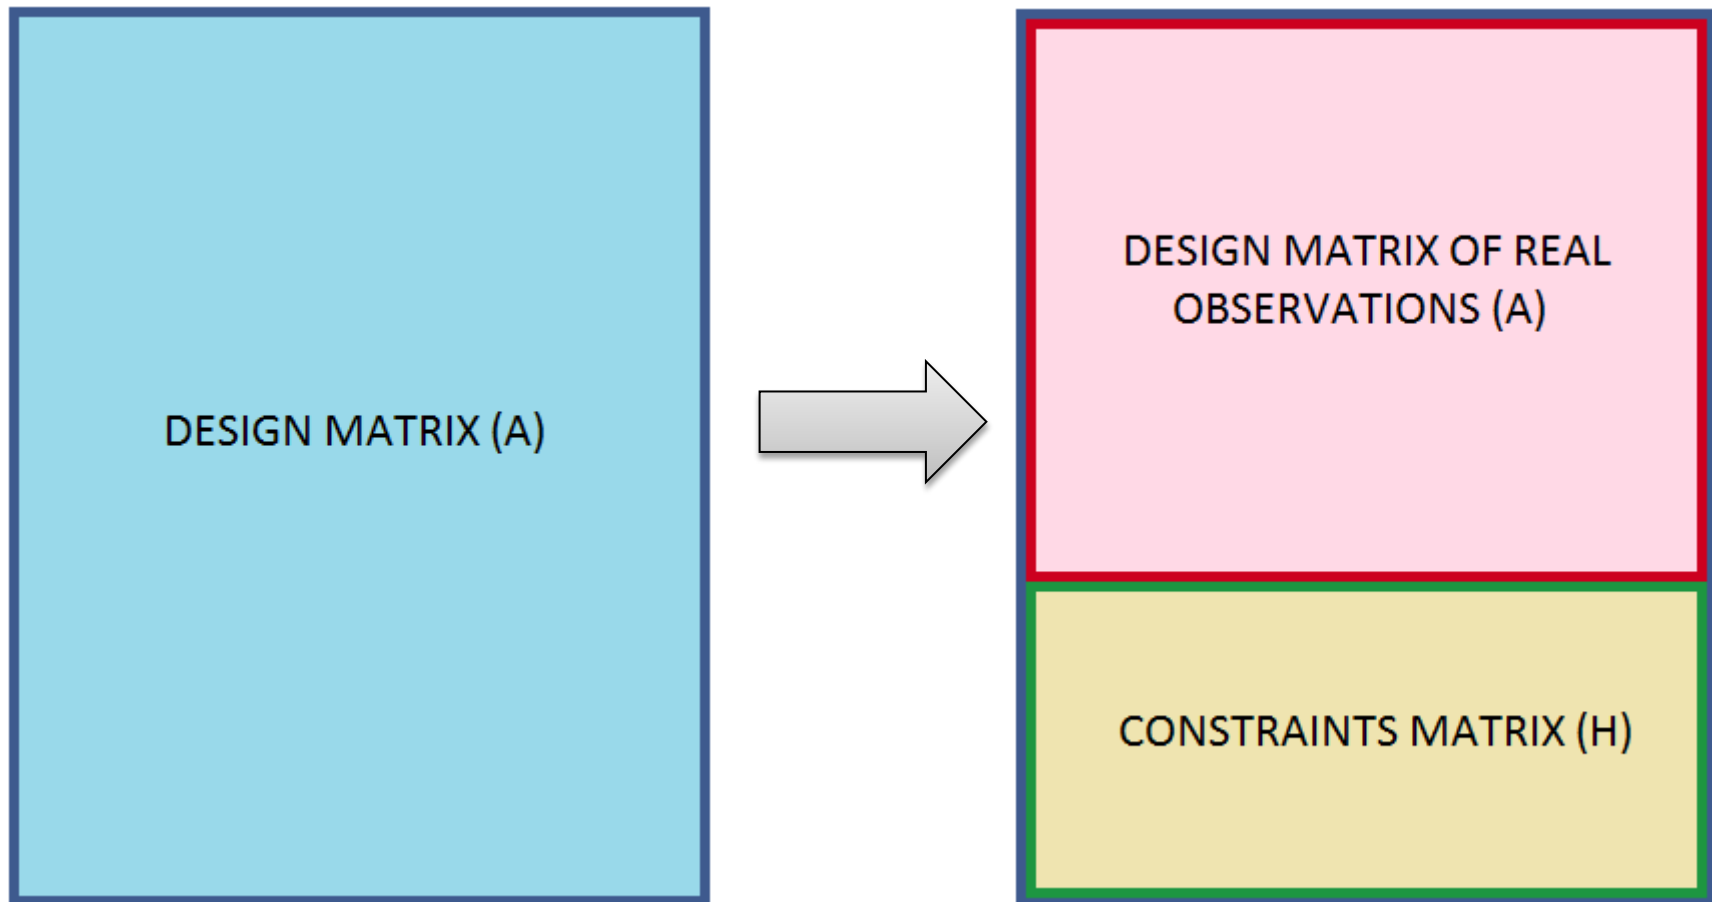 DESIGN MATRIX (A)
DESIGN MATRIX OF REAL
OBSERVATIONS (A)
CONSTRAINTS MATRIX (H)